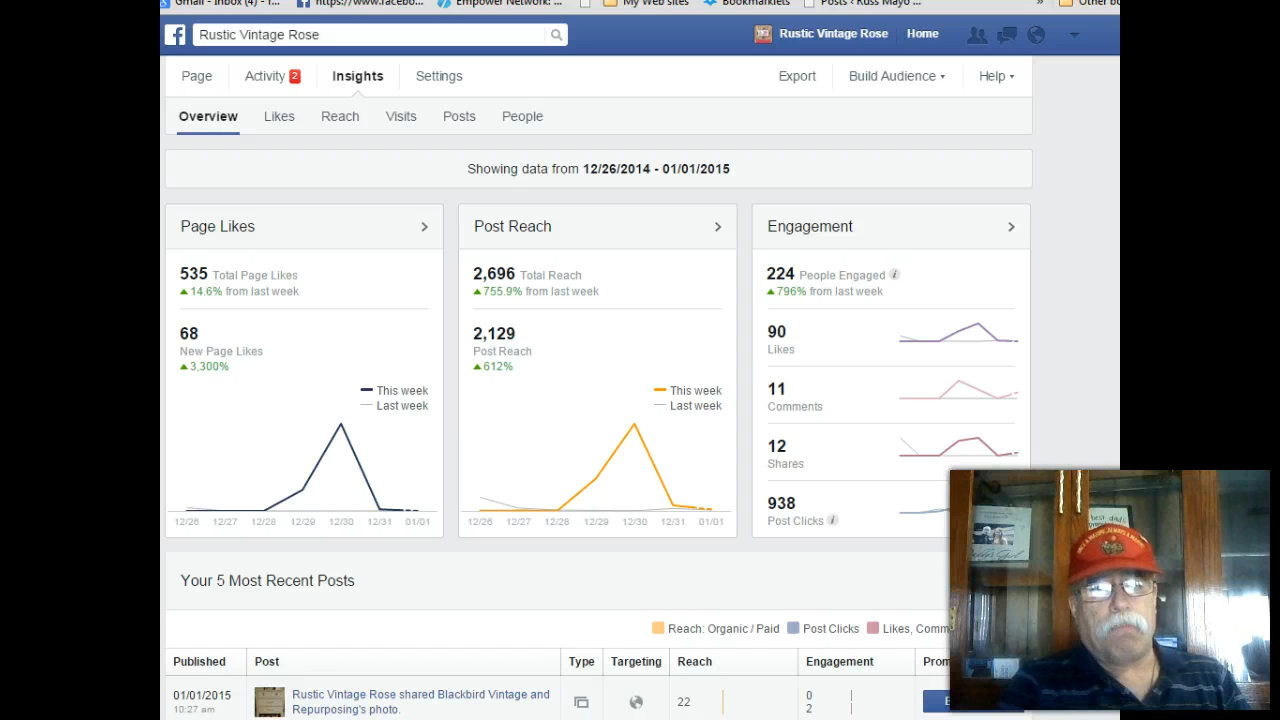 Gmail - Inbox (4) - r...
https://www.facebo...
Empower Network: ...
My Web sites
Bookmarklets
Posts ‹ Russ Mayo ...
»
Other bo
Rustic Vintage Rose
Rustic Vintage Rose Home
Page Activity 2 Insights Settings Export Build Audience Help
Overview Likes Reach Visits Posts People
Showing data from 12/26/2014 - 01/01/2015
Page Likes
535 Total Page Likes
14.6% from last week
68
New Page Likes
3,300%
This week
Last week
12/26 12/27 12/28 12/29 12/30 12/31 01/01
Post Reach
2,696 Total Reach
755.9% from last week
2,129
Post Reach
612%
This week
Last week
12/26 12/27 12/28 12/29 12/30 12/31 01/01
Engagement
224 People Engaged i
796% from last week
90
Likes
11
Comments
12
Shares
938
Post Clicks i
Your 5 Most Recent Posts
Reach: Organic / Paid Post Clicks Likes, Comm
Published Post Type Targeting Reach Engagement Prom
01/01/2015
10:27 am
Rustic Vintage Rose shared Blackbird Vintage and
Repurposing's photo.
22
0
2